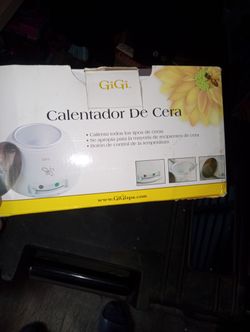 GiGi
Calentador De Cera
• Calienta todos los tipos de ceras
• Se apropia para la mayoría de recipientes de cera
• Botón de control de la temperatura
www.GiGispa.com